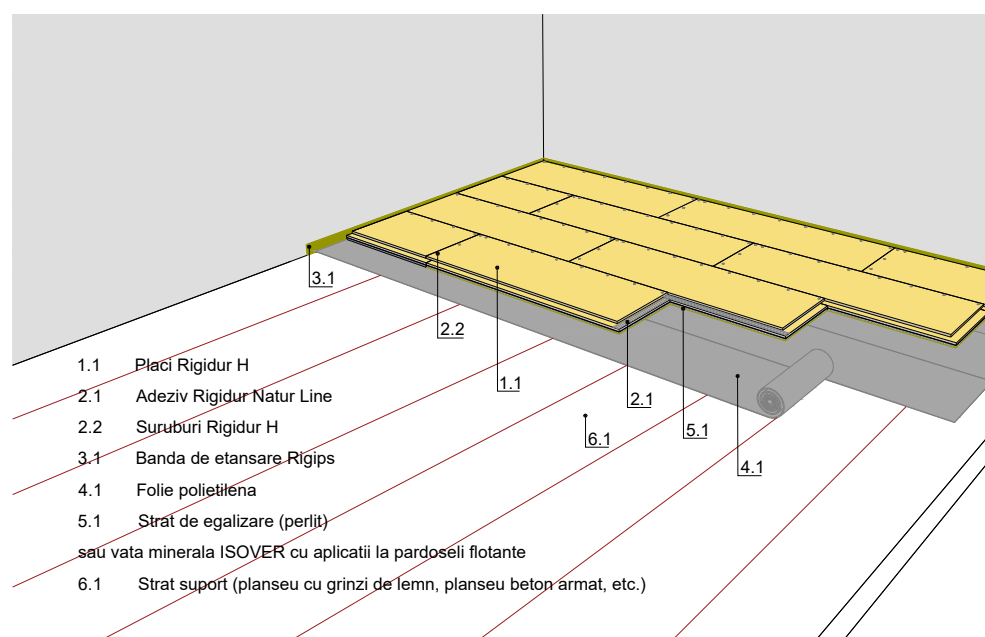 3.1
2.2
1.1
2.1
5.1
6.1
4.1
1.1 Placi Rigidur H
2.1 Adeziv Rigidur Natur Line
2.2 Suruburi Rigidur H
3.1 Banda de etansare Rigips
4.1 Folie polietilena
5.1 Strat de egalizare (perlit)
sau vata minerala ISOVER cu aplicatii la pardoseli flotante
6.1 Strat suport (planseu cu grinzi de lemn, planseu beton armat, etc.)